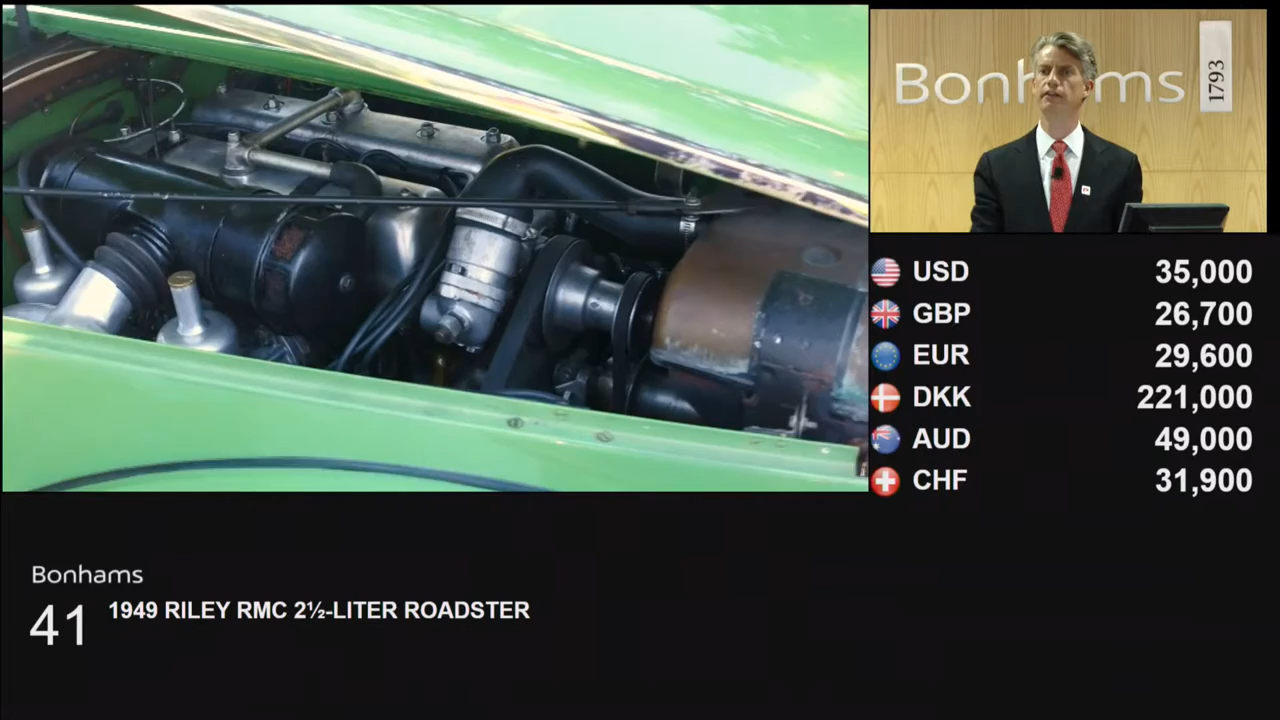 Bonhams
1793
USD 35,000
GBP 26,700
EUR 29,600
DKK 221,000
AUD 49,000
CHF 31,900
Bonhams
41 1949 RILEY RMC 2½-LITER ROADSTER